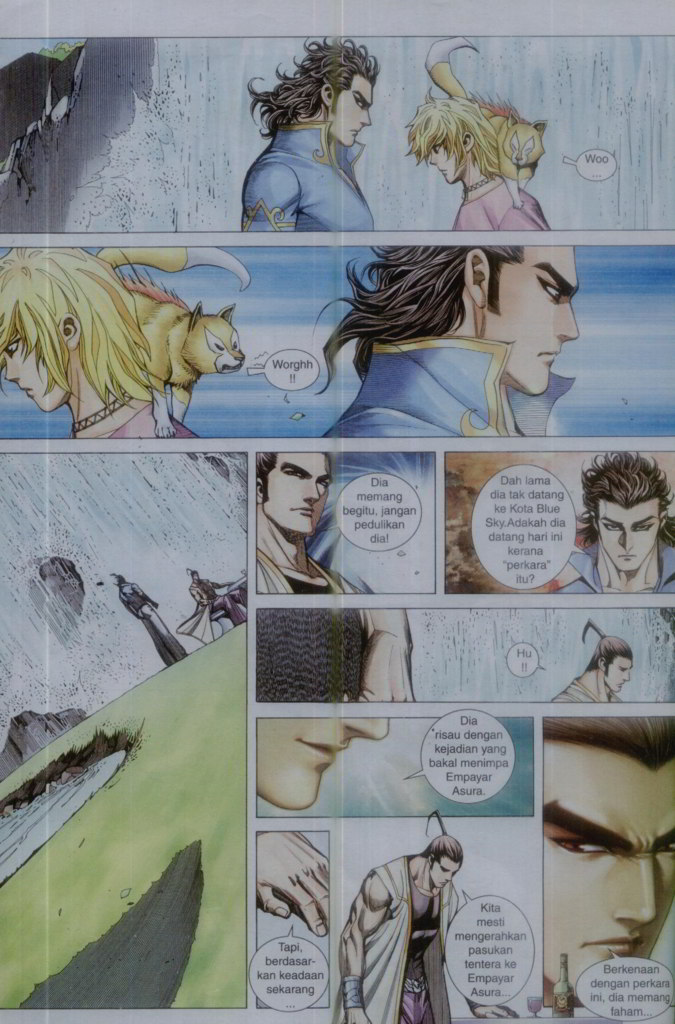 Woo
...
Worghh
!!
Dia
memang
begitu, jangan
pedulikan
dia!
Dah lama
dia tak datang
ke Kota Blue
Sky.Adakah dia
datang hari ini
kerana
"perkara"
itu?
Hu
!!
Dia
risau dengan
kejadian yang
bakal menimpa
Empayar
Asura.
Tapi,
berdasar-
kan keadaan
sekarang
...
Kita
mesti
mengerahkan
pasukan
tentera ke
Empayar
Asura...
Berkenaan
dengan perkara
ini, dia memang
faham...